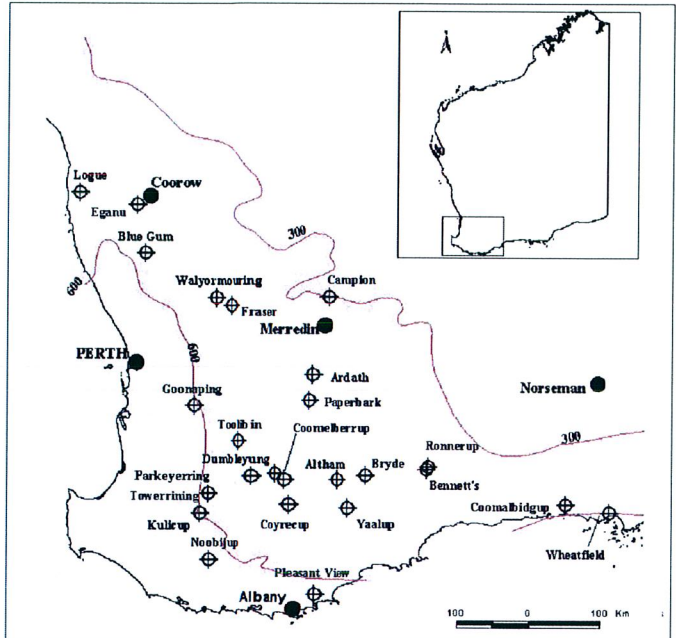 Logue
Coorow
Eganu
Blue Gum
300
600
Walyormouring
Campion
Fraser
Merredin
PERTH
600
Ardath
Norseman
Goonaping
Paperbark
Toolibin
Coomelberrup
300
Ronnerup
Dumbleyung
Altham
Bryde
Parkeyerring
Bennett's
Towerrining
Coomalbidgup
Kulicup
Coyrecup
Yaalup
Wheatfield
Noobijup
Pleasant View
Albany
100 0 100 Km